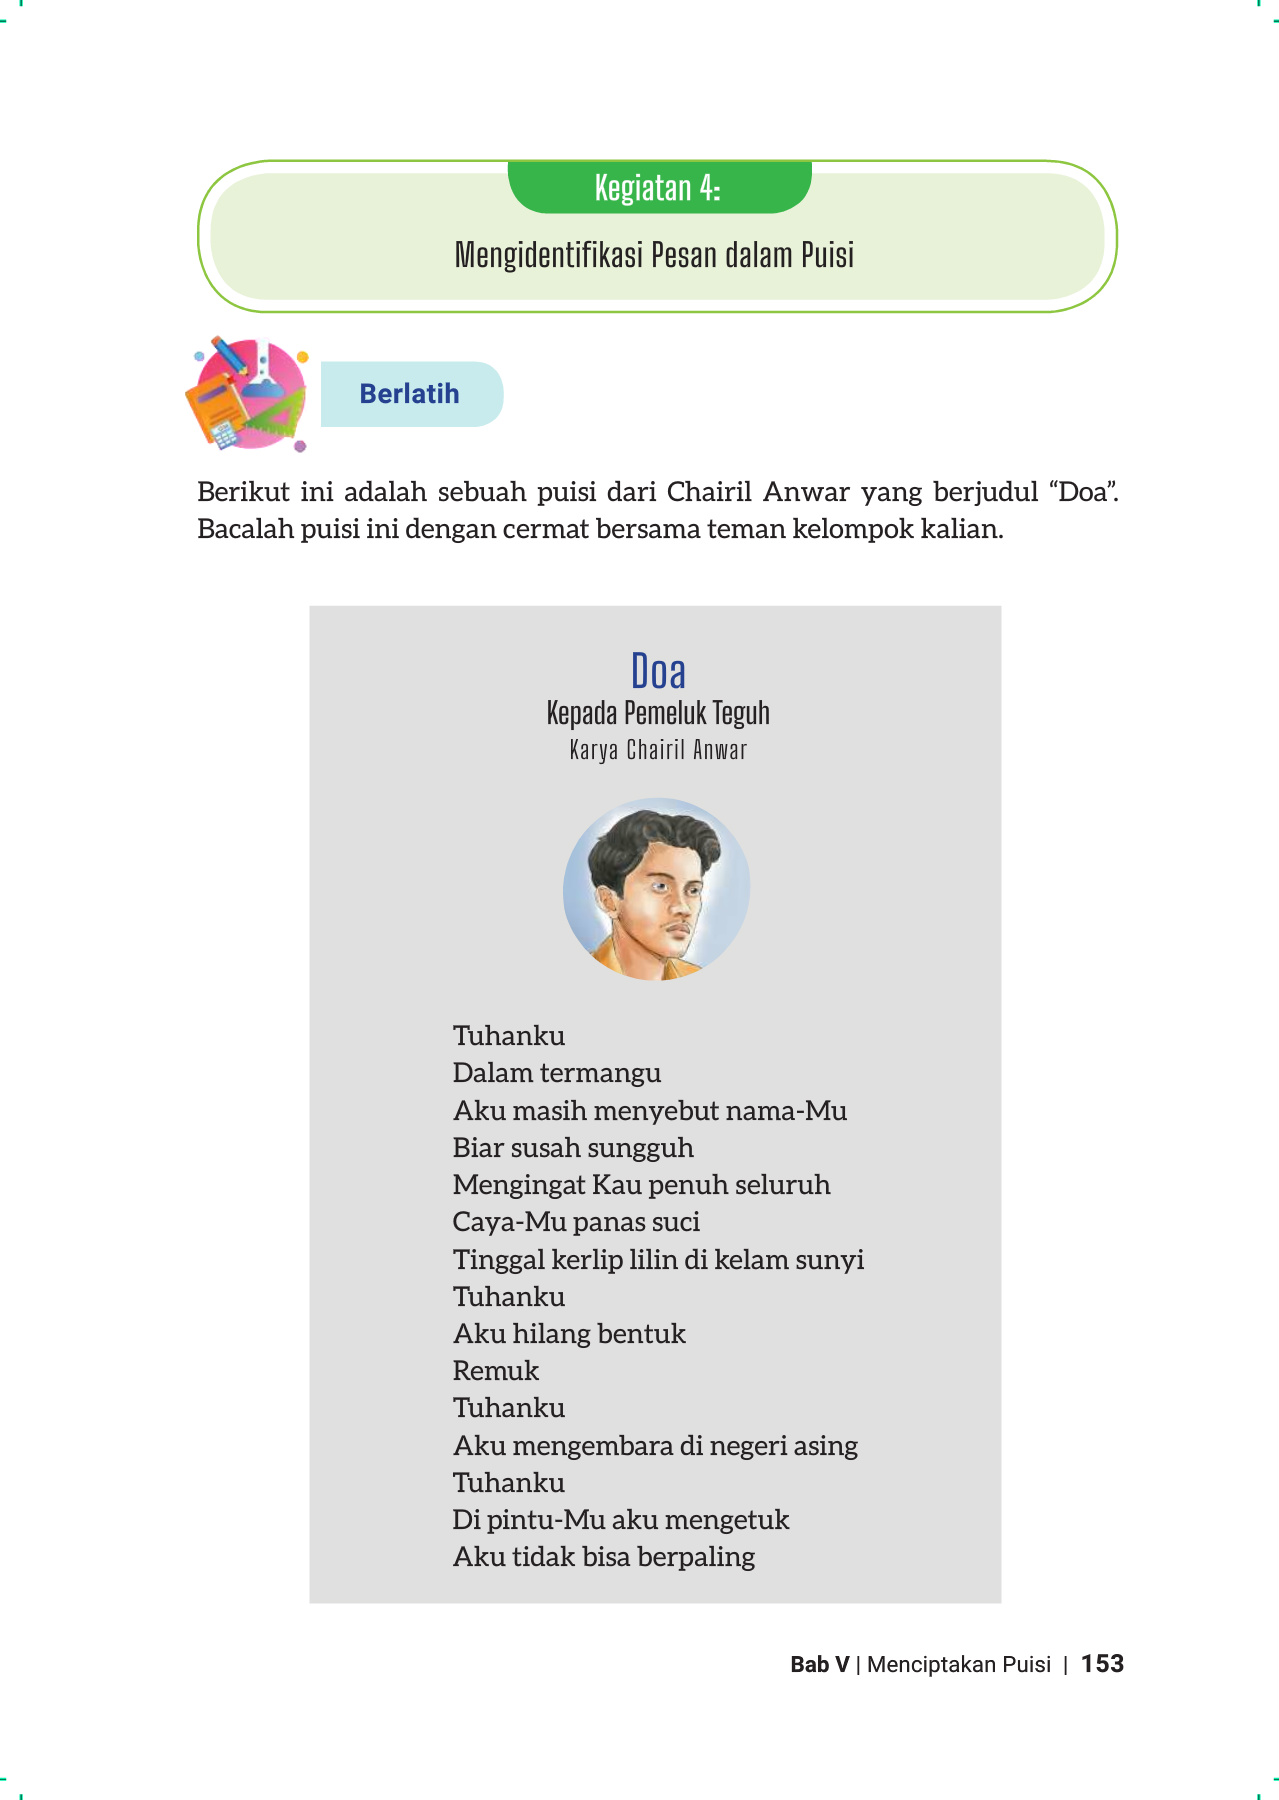 Kegiatan 4:
Mengidentifikasi Pesan dalam Puisi
Berlatih
Berikut ini adalah sebuah puisi dari Chairil Anwar yang berjudul “Doa”.
Bacalah puisi ini dengan cermat bersama teman kelompok kalian.
Doa
Kepada Pemeluk Teguh
Karya Chairil Anwar
Tuhanku
Dalam termangu
Aku masih menyebut nama-Mu
Biar susah sungguh
Mengingat Kau penuh seluruh
Caya-Mu panas suci
Tinggal kerlip lilin di kelam sunyi
Tuhanku
Aku hilang bentuk
Remuk
Tuhanku
Aku mengembara di negeri asing
Tuhanku
Di pintu-Mu aku mengetuk
Aku tidak bisa berpaling
Bab V | Menciptakan Puisi | 153